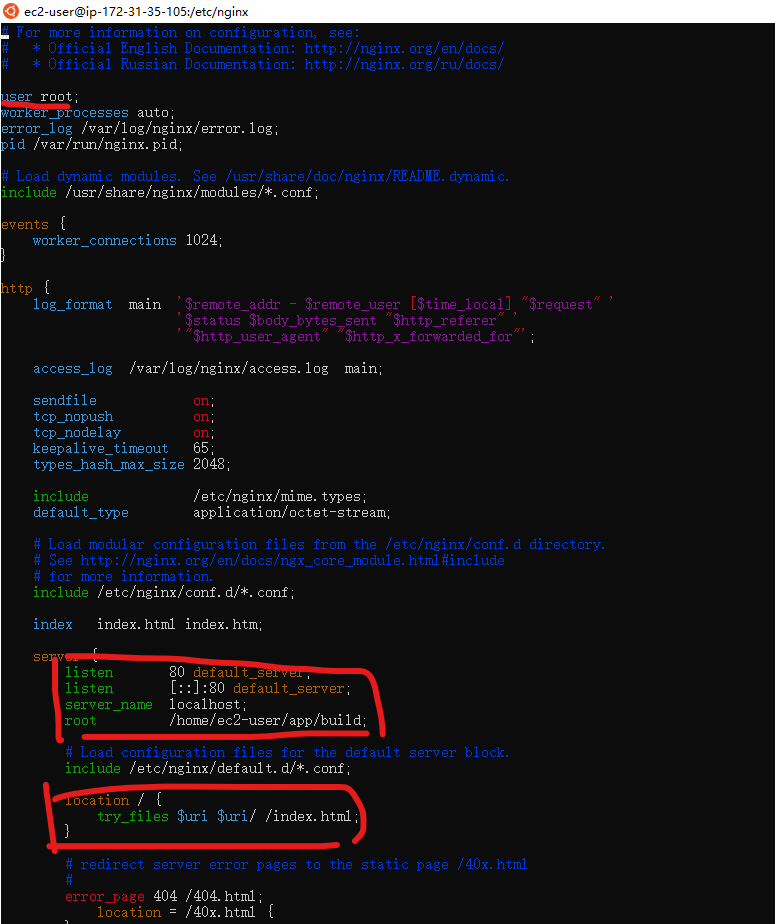 ec2-user@ip-172-31-35-105:/etc/nginx
# For more information on configuration, see:
#   * Official English Documentation: http://nginx.org/en/docs/
#   * Official Russian Documentation: http://nginx.org/ru/docs/

user root;
worker_processes auto;
error_log /var/log/nginx/error.log;
pid /var/run/nginx.pid;

# Load dynamic modules. See /usr/share/doc/nginx/README.dynamic.
include /usr/share/nginx/modules/*.conf;

events {
    worker_connections 1024;
}

http {
    log_format  main  '$remote_addr - $remote_user [$time_local] "$request" '
                      '$status $body_bytes_sent "$http_referer" '
                      '"$http_user_agent" "$http_x_forwarded_for"';

    access_log  /var/log/nginx/access.log  main;

    sendfile            on;
    tcp_nopush          on;
    tcp_nodelay         on;
    keepalive_timeout   65;
    types_hash_max_size 2048;

    include             /etc/nginx/mime.types;
    default_type        application/octet-stream;

    # Load modular configuration files from the /etc/nginx/conf.d directory.
    # See http://nginx.org/en/docs/ngx_core_module.html#include
    # for more information.
    include /etc/nginx/conf.d/*.conf;

    index   index.html index.htm;

    server {
        listen       80 default_server;
        listen       [::]:80 default_server;
        server_name  localhost;
        root         /home/ec2-user/app/build;

        # Load configuration files for the default server block.
        include /etc/nginx/default.d/*.conf;

        location / {
            try_files $uri $uri/ /index.html;
        }

        # redirect server error pages to the static page /40x.html
        #
        error_page 404 /404.html;
            location = /40x.html {
        }